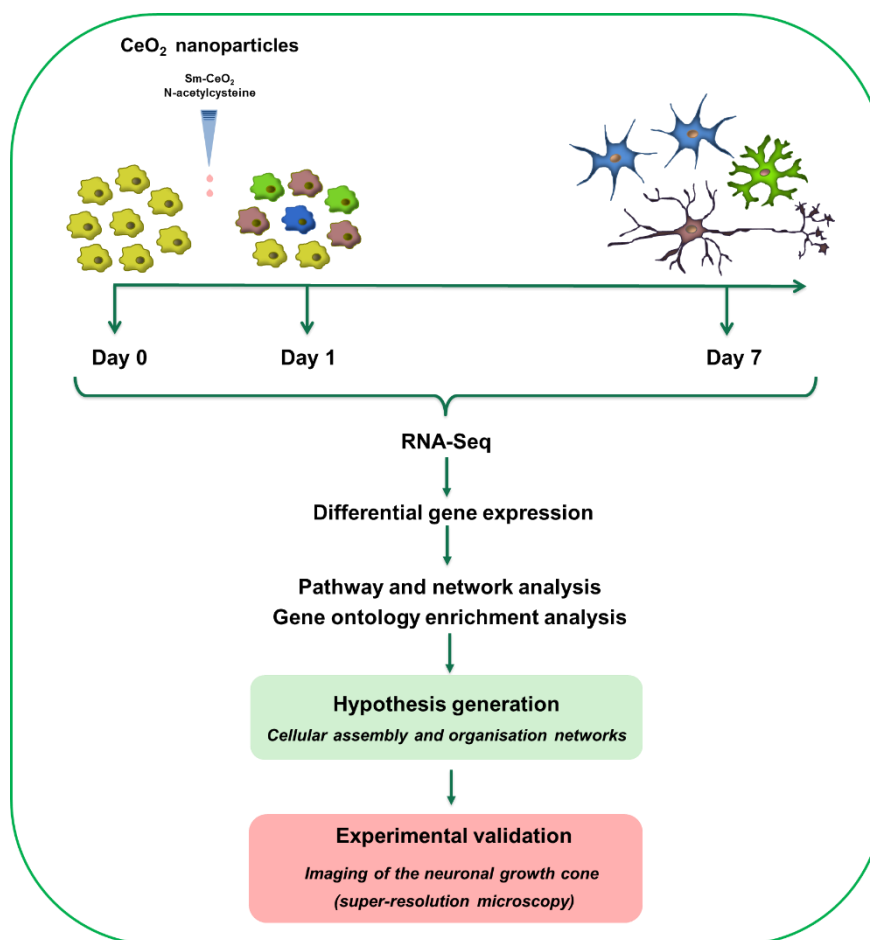 CeO₂ nanoparticles
Sm-CeO₂
N-acetylcysteine
Day 0
Day 1
Day 7
RNA-Seq
Differential gene expression
Pathway and network analysis
Gene ontology enrichment analysis
Hypothesis generation
Cellular assembly and organisation networks
Experimental validation
Imaging of the neuronal growth cone
(super-resolution microscopy)